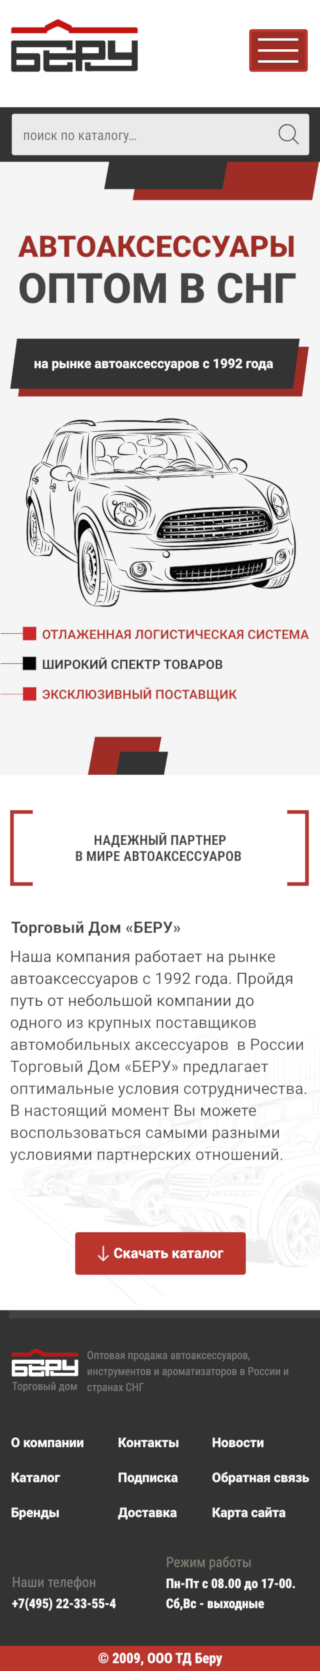 БЕРУ
поиск по каталогу...
АВТОАКСЕССУАРЫ
ОПТОМ В СНГ
на рынке автоаксессуаров с 1992 года
ОТЛАЖЕННАЯ ЛОГИСТИЧЕСКАЯ СИСТЕМА
ШИРОКИЙ СПЕКТР ТОВАРОВ
ЭКСКЛЮЗИВНЫЙ ПОСТАВЩИК
НАДЕЖНЫЙ ПАРТНЕР
В МИРЕ АВТОАКСЕССУАРОВ
Торговый Дом «БЕРУ»
Наша компания работает на рынке
автоаксессуаров с 1992 года. Пройдя
путь от небольшой компании до
одного из крупных поставщиков
автомобильных аксессуаров в России
Торговый Дом «БЕРУ» предлагает
оптимальные условия сотрудничества.
В настоящий момент Вы можете
воспользоваться самыми разными
условиями партнерских отношений.
Скачать каталог
БЕРУ
Торговый дом
Оптовая продажа автоаксессуаров,
инструментов и ароматизаторов в России и
странах СНГ
О компании Контакты Новости
Каталог Подписка Обратная связь
Бренды Доставка Карта сайта
Наши телефон
+7(495) 22-33-55-4
Режим работы
Пн-Пт с 08.00 до 17-00.
Сб,Вс - выходные
© 2009, ООО ТД Беру